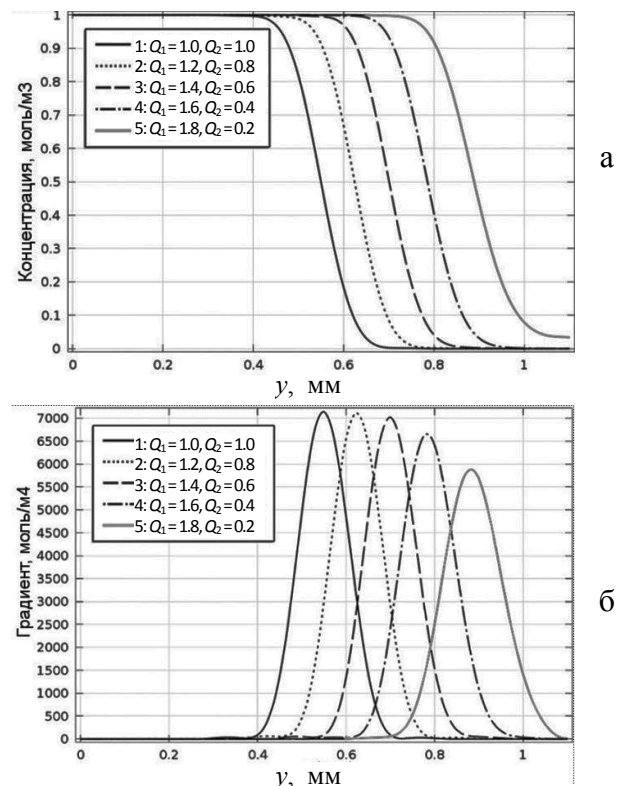 1
0.9
0.8
0.7
0.6
0.5
0.4
0.3
0.2
0.1
0
Концентрация, моль/м3
1: Q₁ = 1.0, Q₂ = 1.0
2: Q₁ = 1.2, Q₂ = 0.8
3: Q₁ = 1.4, Q₂ = 0.6
4: Q₁ = 1.6, Q₂ = 0.4
5: Q₁ = 1.8, Q₂ = 0.2
0 0.2 0.4 0.6 0.8 1
y, мм
а
7000
6500
6000
5500
5000
4500
4000
3500
3000
2500
2000
1500
1000
500
0
Градиент, моль/м4
1: Q₁ = 1.0, Q₂ = 1.0
2: Q₁ = 1.2, Q₂ = 0.8
3: Q₁ = 1.4, Q₂ = 0.6
4: Q₁ = 1.6, Q₂ = 0.4
5: Q₁ = 1.8, Q₂ = 0.2
0 0.2 0.4 0.6 0.8 1
y, мм
б